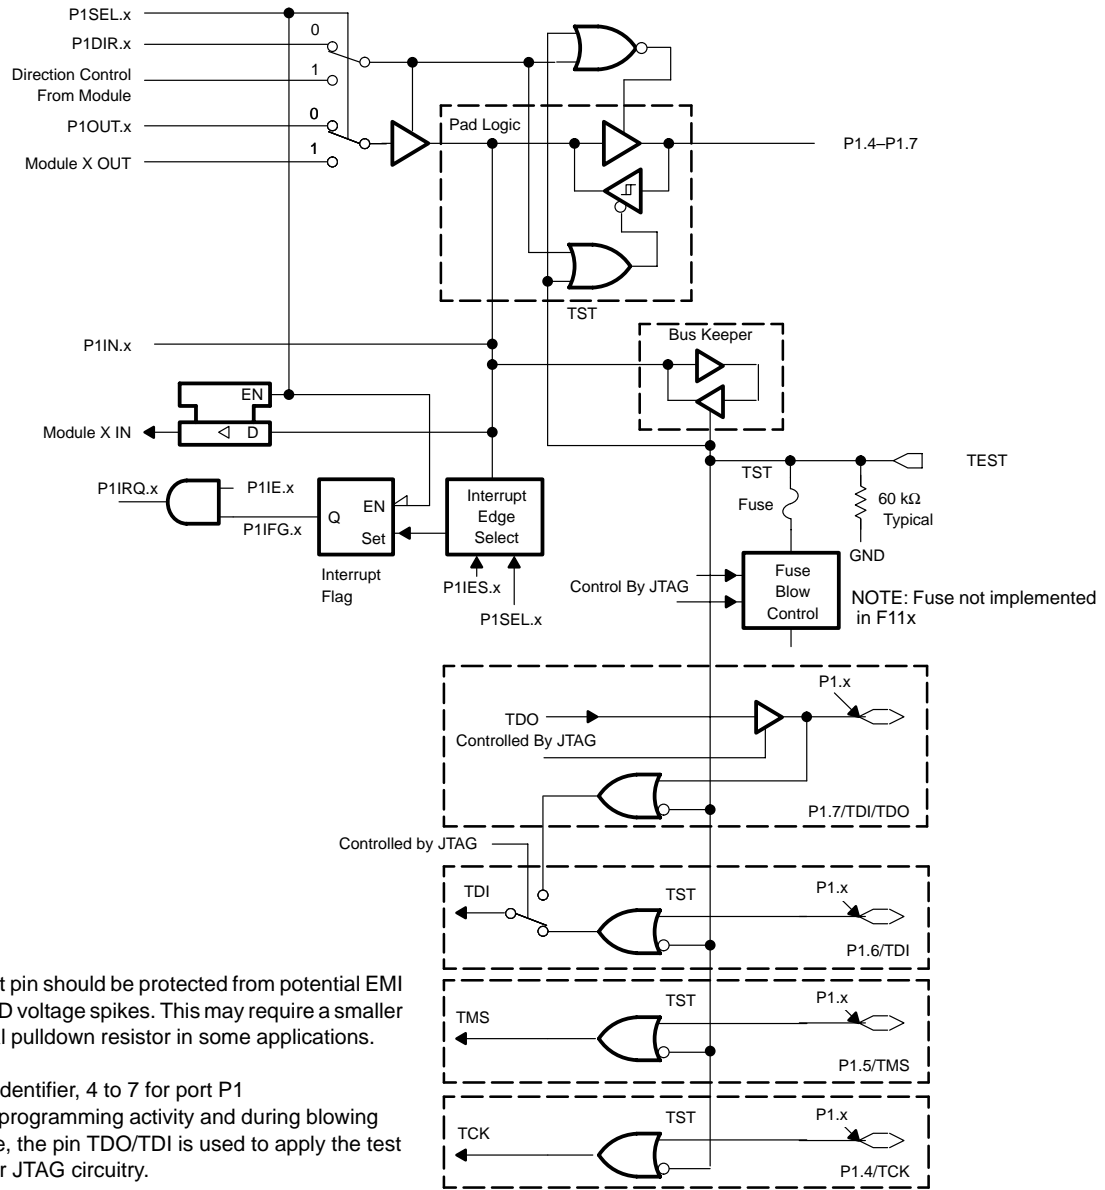 P1SEL.x
0
P1DIR.x
Direction Control
From Module
1
P1OUT.x
0
Module X OUT
1
Pad Logic
P1.4–P1.7
TST
P1IN.x
Bus Keeper
EN
Module X IN
D
TEST
TST
Fuse
60 kΩ
Typical
GND
P1IRQ.x
P1IE.x
P1IFG.x
Q
EN
Set
Interrupt
Flag
Interrupt
Edge
Select
P1IES.x
P1SEL.x
Control By JTAG
Fuse
Blow
Control
NOTE: Fuse not implemented
in F11x
P1.x
TDO
Controlled By JTAG
P1.7/TDI/TDO
Controlled by JTAG
TDI
TST
P1.x
P1.6/TDI
TMS
TST
P1.x
P1.5/TMS
TCK
TST
P1.x
P1.4/TCK
t pin should be protected from potential EMI
D voltage spikes. This may require a smaller
l pulldown resistor in some applications.
dentifier, 4 to 7 for port P1
programming activity and during blowing
e, the pin TDO/TDI is used to apply the test
r JTAG circuitry.